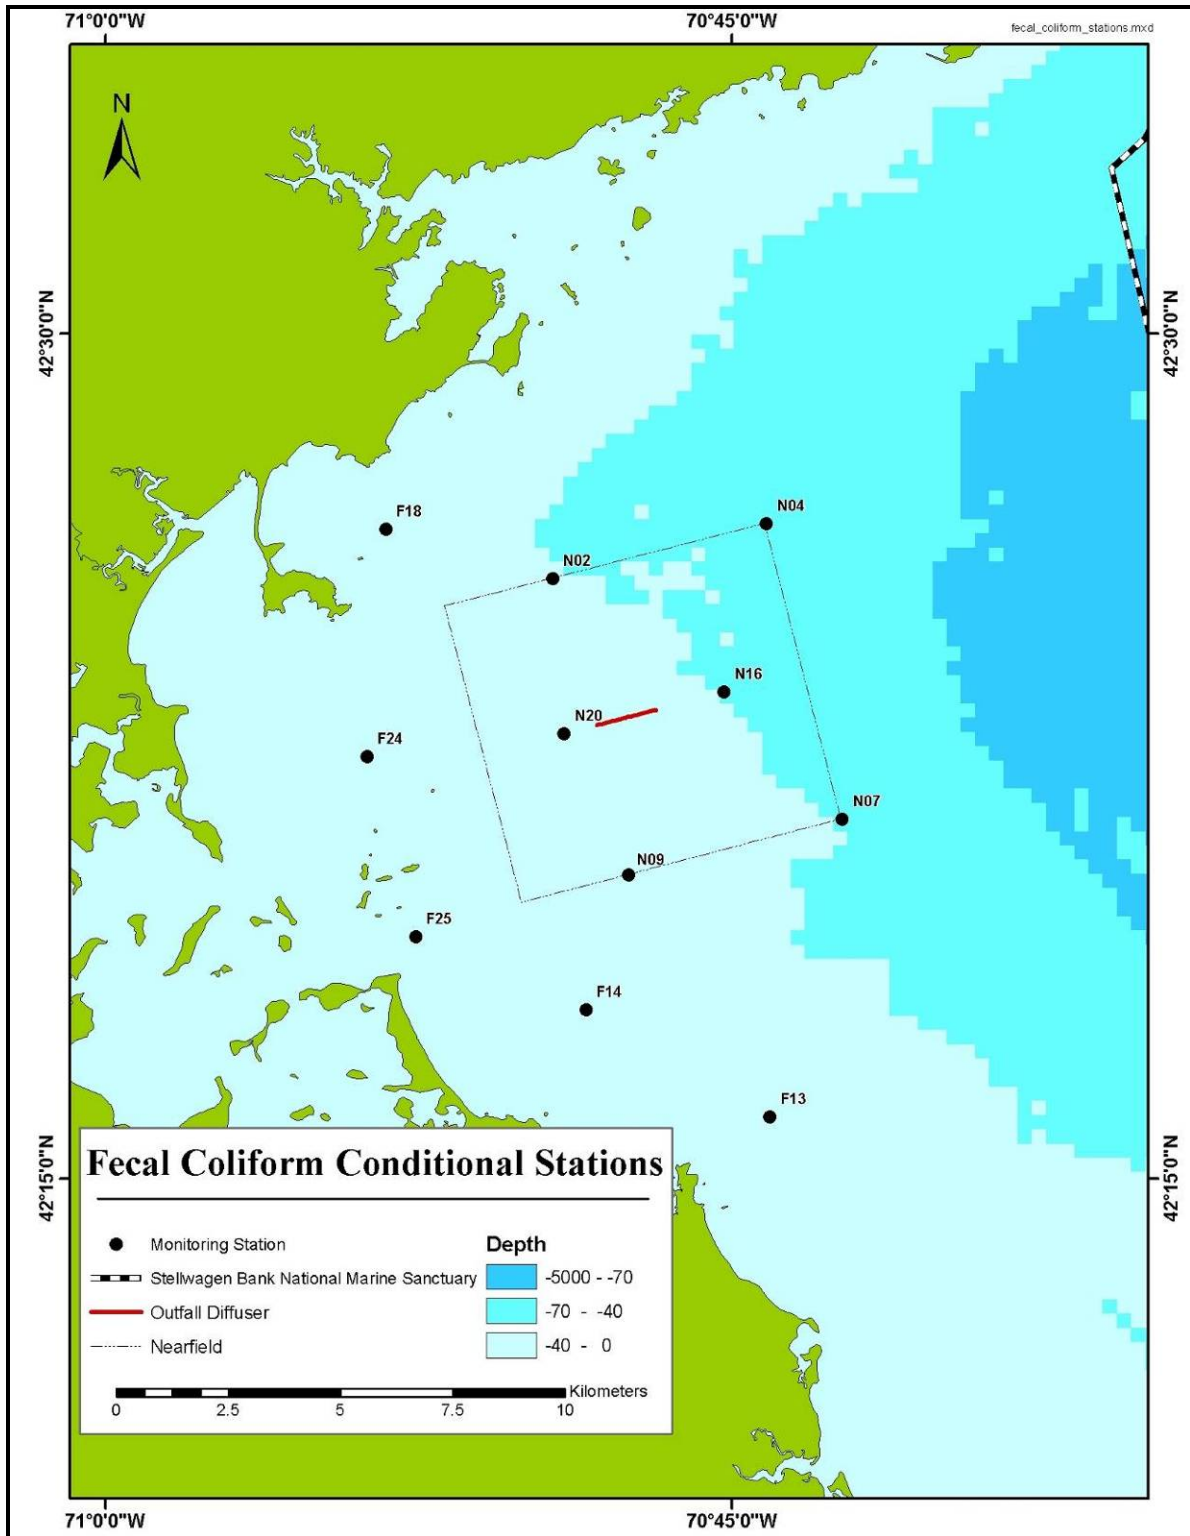 71°0'0"W 70°45'0"W
fecal_coliform_stations.mxd
N
42°30'0"N 42°30'0"N
N04
F18
N02
N16
N20
F24
N07
N09
F25
F14
F13
42°15'0"N 42°15'0"N
Fecal Coliform Conditional Stations
Monitoring Station
Stellwagen Bank National Marine Sanctuary
Outfall Diffuser
Nearfield
Depth
-5000 - -70
-70 - -40
-40 - 0
Kilometers
0 2.5 5 7.5 10
71°0'0"W 70°45'0"W